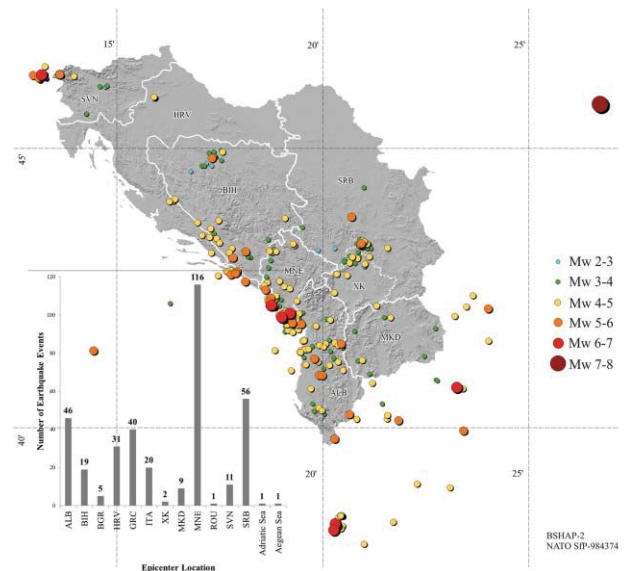 15' 20' 25'
SVN
HRV
45 45
BIH
SRB
MNE
XK
MKD
ALB
Mw 2-3
Mw 3-4
Mw 4-5
Mw 5-6
Mw 6-7
Mw 7-8
40' 40
20' 25'
Number of Earthquake Events
120
100
80
60
40
20
0
46 19 5 31 40 20 2 9 116 1 11 56 1 1
ALB BIH BGR HRV GRC ITA XK MKD MNE ROU SVN SRB Adriatic Sea Aegean Sea
Epicenter Location
BSHAP-2
NATO SfP-984374